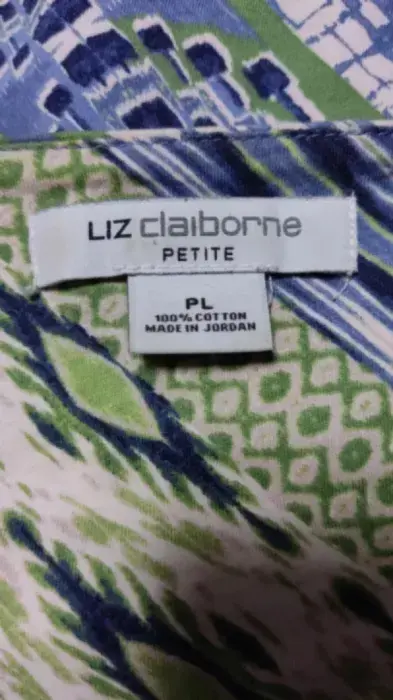 LIZ claiborne
PETITE
PL
100% COTTON
MADE IN JORDAN